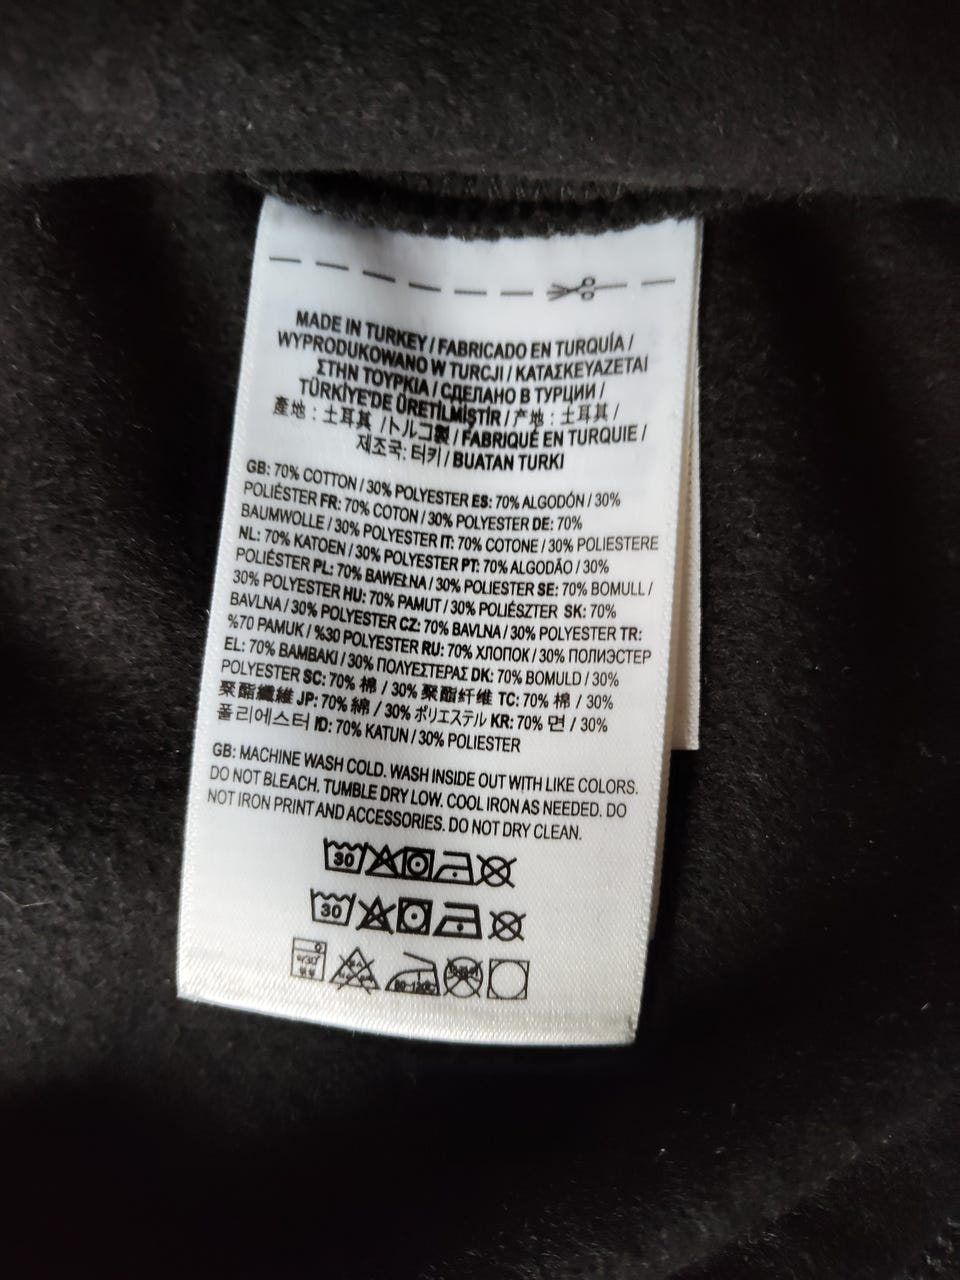 MADE IN TURKEY / FABRICADO EN TURQUÍA /
WYPRODUKOWANO W TURCJI / ΚΑΤΑΣΚΕΥΑΖΕΤΑΙ
ΣΤΗΝ ΤΟΥΡΚΙΑ / СДЕЛАНО В ТУРЦИИ /
TÜRKİYE'DE ÜRETİLMİŞTİR / 产地 : 土耳其 /
產地 : 土耳其 / トルコ製 / FABRIQUÉ EN TURQUIE /
제조국: 터키 / BUATAN TURKI
GB: 70% COTTON / 30% POLYESTER ES: 70% ALGODÓN / 30%
POLIÉSTER FR: 70% COTON / 30% POLYESTER DE: 70%
BAUMWOLLE / 30% POLYESTER IT: 70% COTONE / 30% POLIESTERE
NL: 70% KATOEN / 30% POLYESTER PT: 70% ALGODÃO / 30%
POLIÉSTER PL: 70% BAWEŁNA / 30% POLIESTER SE: 70% BOMULL /
30% POLYESTER HU: 70% PAMUT / 30% POLIÉSZTER SK: 70%
BAVLNA / 30% POLYESTER CZ: 70% BAVLNA / 30% POLYESTER TR:
%70 PAMUK / %30 POLYESTER RU: 70% ХЛОПОК / 30% ПОЛИЭСТЕР
EL: 70% ΒΑΜΒΑΚΙ / 30% ΠΟΛΥΕΣΤΕΡΑΣ DK: 70% BOMULD / 30%
POLYESTER SC: 70% 棉 / 30% 聚酯纤维 TC: 70% 棉 / 30%
聚酯纖維 JP: 70% 綿 / 30% ポリエステル KR: 70% 면 / 30%
폴리에스터 ID: 70% KATUN / 30% POLIESTER
GB: MACHINE WASH COLD. WASH INSIDE OUT WITH LIKE COLORS.
DO NOT BLEACH. TUMBLE DRY LOW. COOL IRON AS NEEDED. DO
NOT IRON PRINT AND ACCESSORIES. DO NOT DRY CLEAN.
30
30
30
80-120